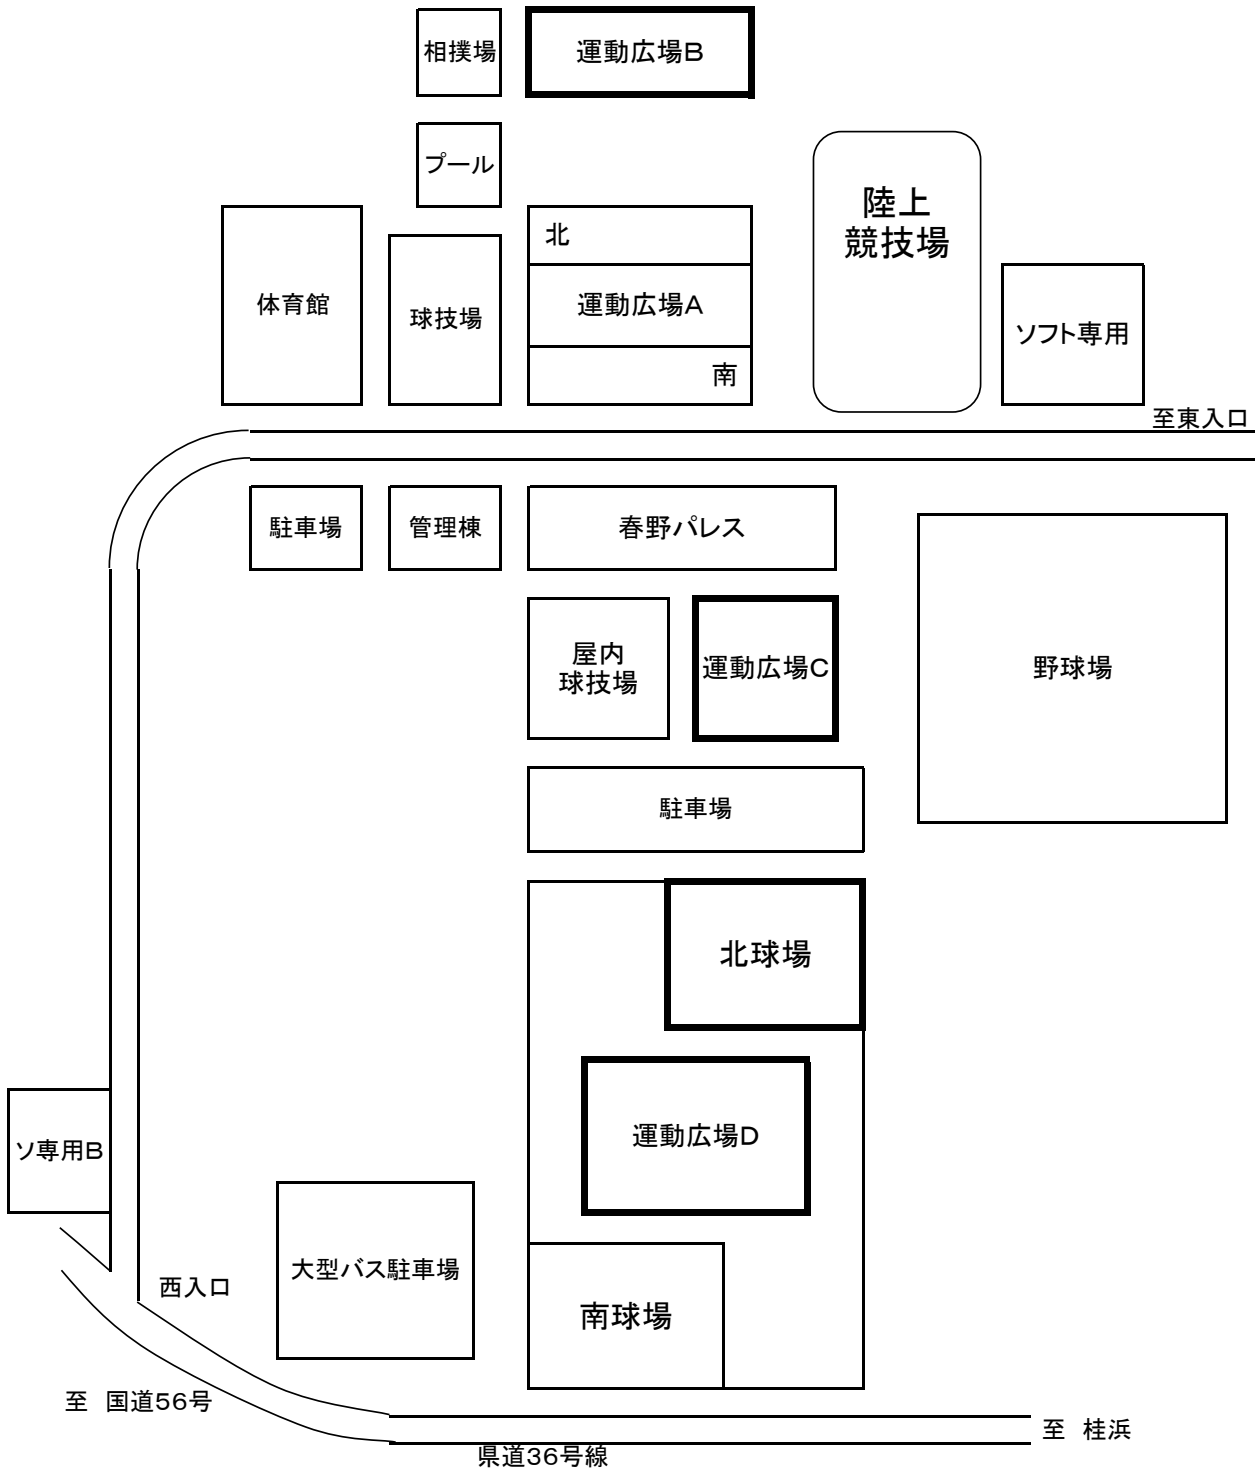 相撲場
運動広場B
プール
陸上
競技場
北
体育館
球技場
運動広場A
ソフト専用
南
至東入口
駐車場
管理棟
春野パレス
屋内
球技場
運動広場C
野球場
駐車場
北球場
運動広場D
ソ専用B
大型バス駐車場
西入口
南球場
至 国道56号
至 桂浜
県道36号線